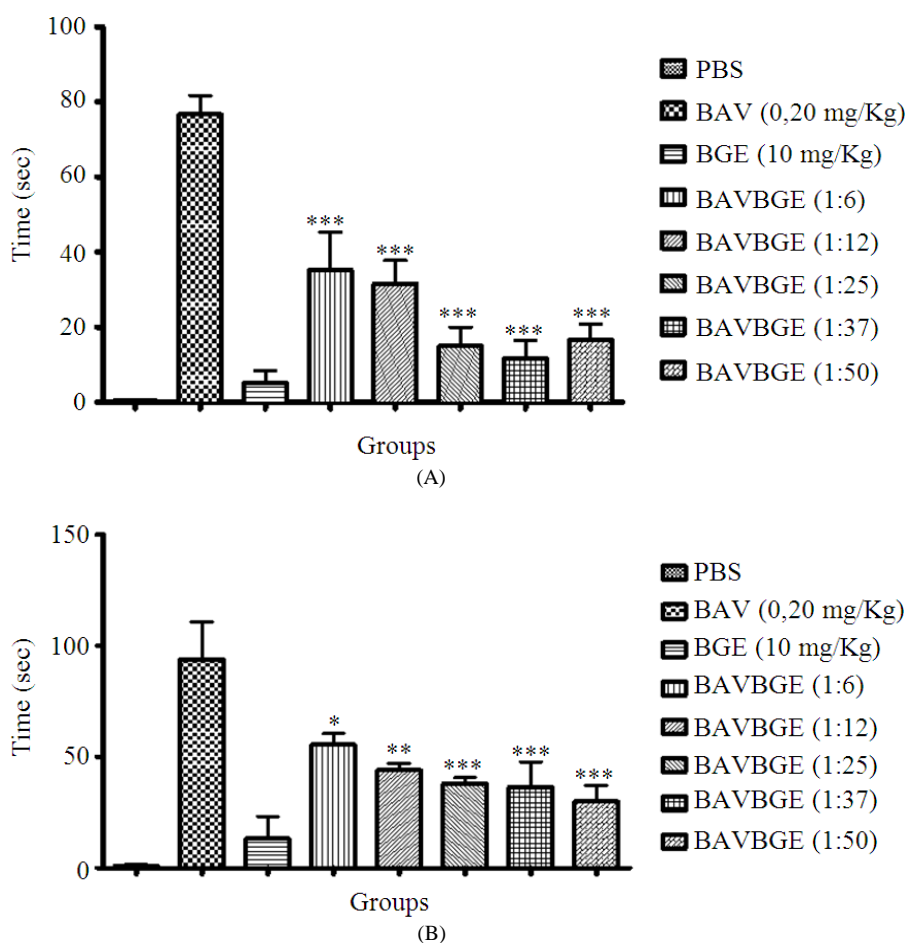 100
80
60
40
20
0
Time (sec)
***
***
***
***
***
Groups
PBS
BAV (0,20 mg/Kg)
BGE (10 mg/Kg)
BAVBGE (1:6)
BAVBGE (1:12)
BAVBGE (1:25)
BAVBGE (1:37)
BAVBGE (1:50)
(A)
150
100
50
0
Time (sec)
*
**
***
***
***
Groups
PBS
BAV (0,20 mg/Kg)
BGE (10 mg/Kg)
BAVBGE (1:6)
BAVBGE (1:12)
BAVBGE (1:25)
BAVBGE (1:37)
BAVBGE (1:50)
(B)